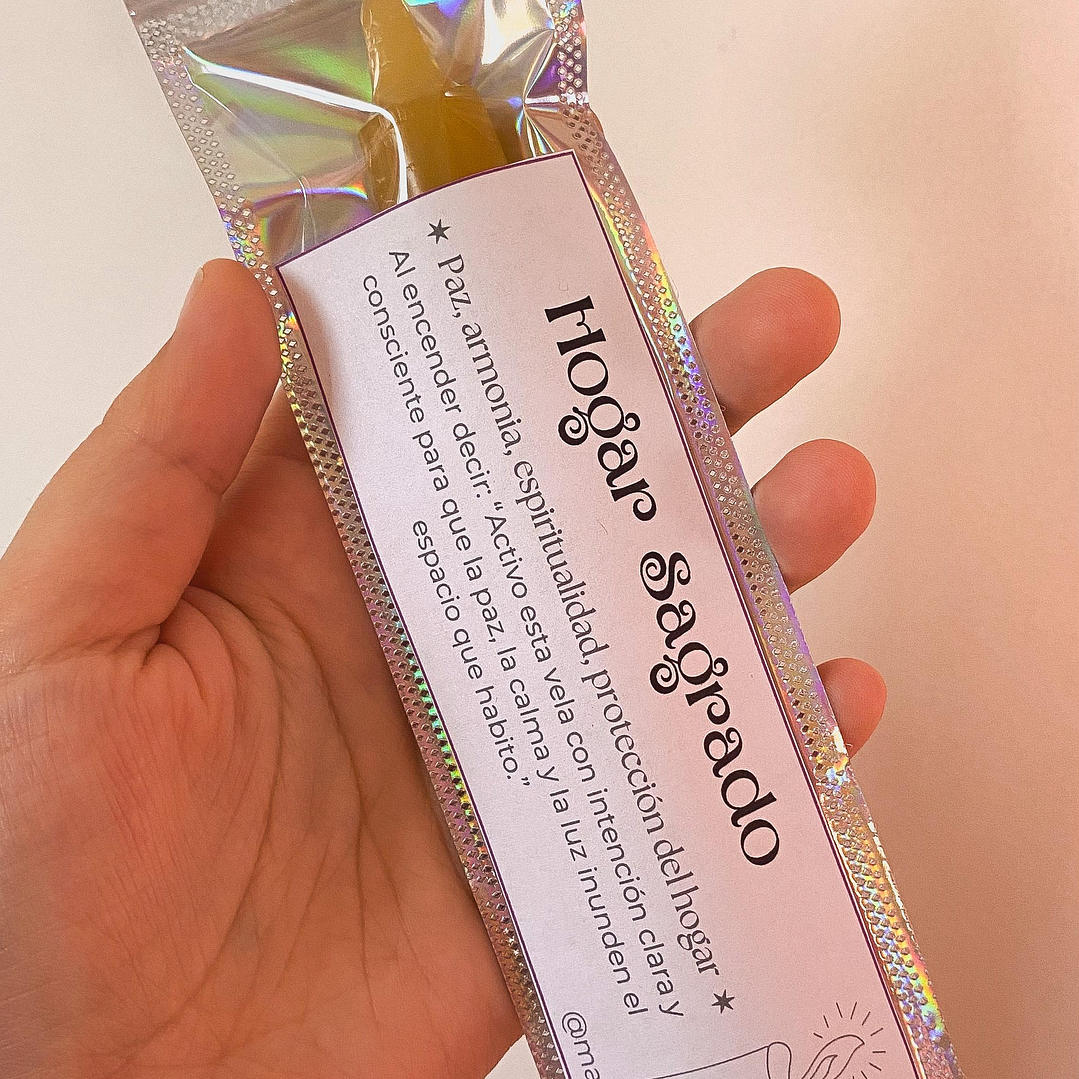 Hogar Sagrado
✶ Paz, armonia, espiritualidad, protección del hogar ✶
Al encender decir: “Activo esta vela con intención clara y
consciente para que la paz, la calma y la luz inunden el
espacio que habito.”